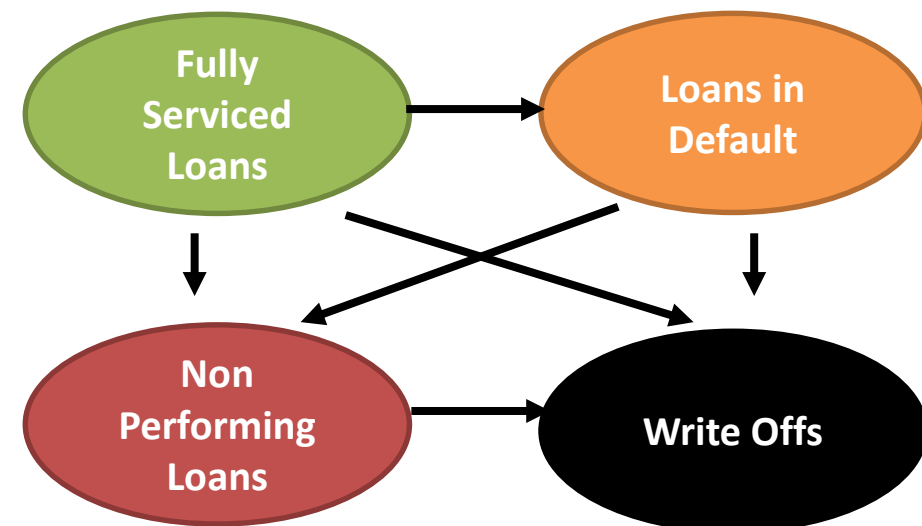 Fully
Serviced
Loans
Loans in
Default
Non
Performing
Loans
Write Offs